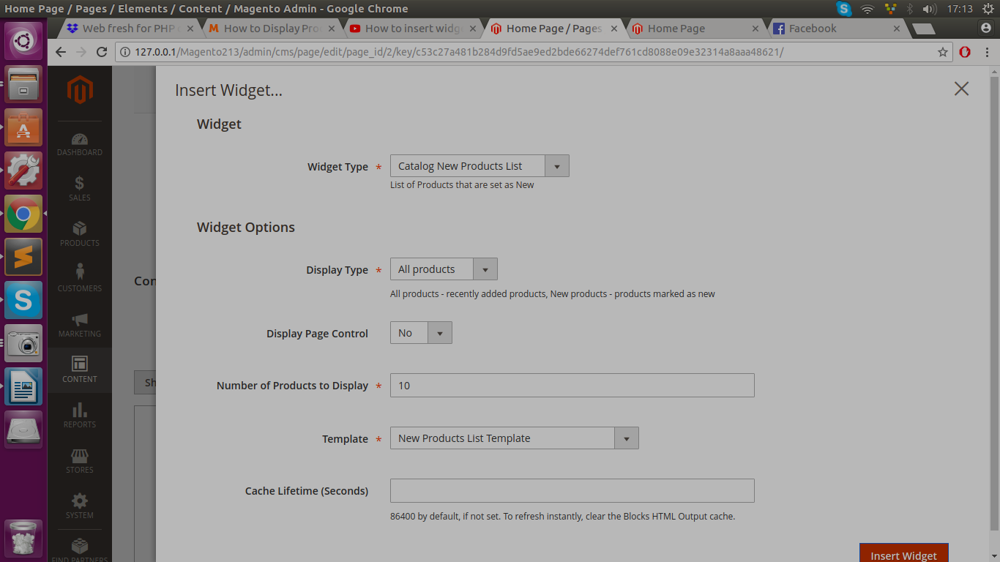 Home Page / Pages / Elements / Content / Magento Admin - Google Chrome
17:13
Web fresh for PHP
How to Display Pro
How to insert widg
Home Page / Pages
Home Page
Facebook
127.0.0.1/Magento213/admin/cms/page/edit/page_id/2/key/c53c27a481b284d9fd5ae9ed2bde66274def761cd8088e09e32314a8aaa48621/
DASHBOARD
SALES
PRODUCTS
CUSTOMERS
MARKETING
CONTENT
REPORTS
STORES
SYSTEM
FIND PARTNERS
Con
Sh
Insert Widget...
Widget
Widget Type * Catalog New Products List
List of Products that are set as New
Widget Options
Display Type * All products
All products - recently added products, New products - products marked as new
Display Page Control No
Number of Products to Display * 10
Template * New Products List Template
Cache Lifetime (Seconds)
86400 by default, if not set. To refresh instantly, clear the Blocks HTML Output cache.
Insert Widget